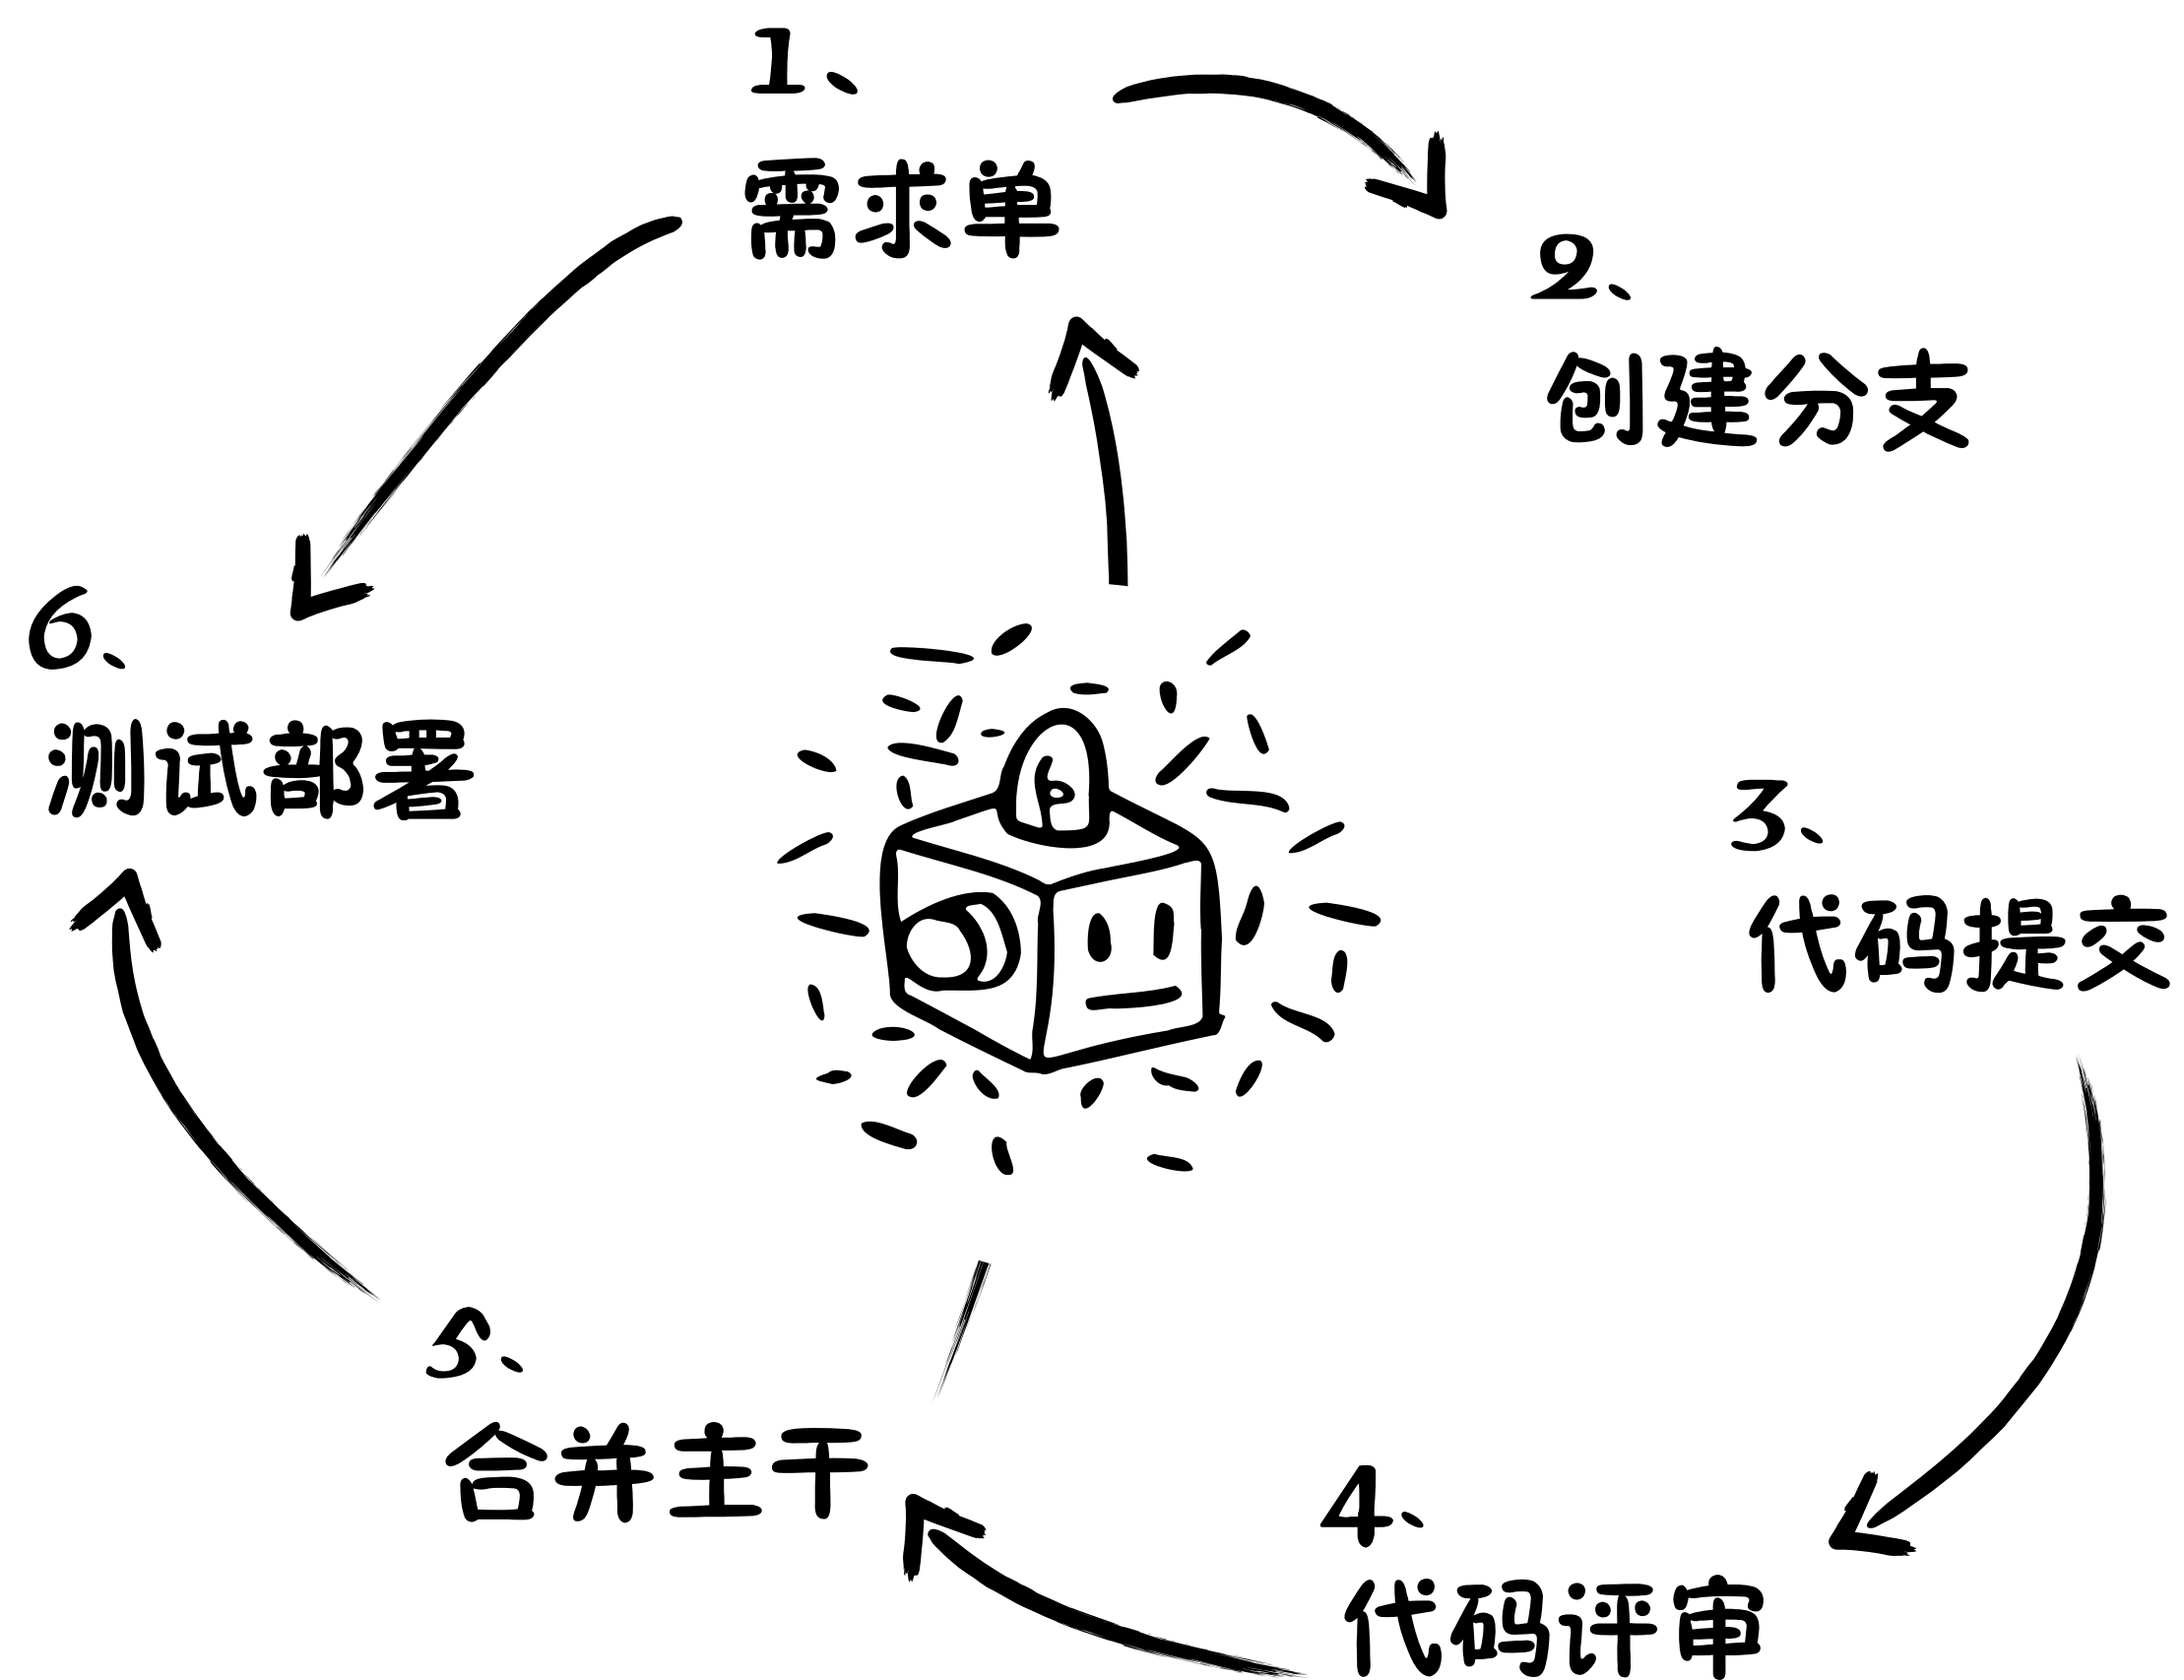 1、
需求单
2、
创建分支
3、
代码提交
4、
代码评审
5、
合并主干
6、
测试部署